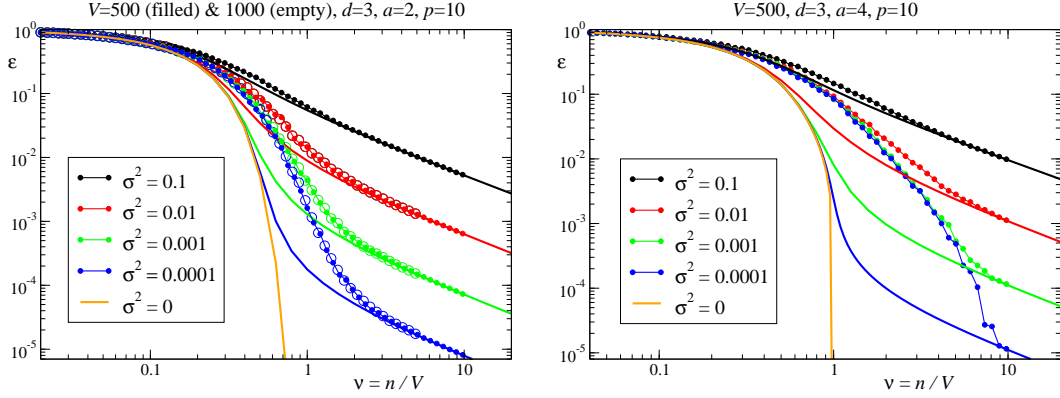 V=500 (filled) & 1000 (empty), d=3, a=2, p=10
10^0
ε
10^-1
10^-2
10^-3
10^-4
10^-5
σ^2 = 0.1
σ^2 = 0.01
σ^2 = 0.001
σ^2 = 0.0001
σ^2 = 0
0.1
1
10
ν = n / V
V=500, d=3, a=4, p=10
10^0
ε
10^-1
10^-2
10^-3
10^-4
10^-5
σ^2 = 0.1
σ^2 = 0.01
σ^2 = 0.001
σ^2 = 0.0001
σ^2 = 0
0.1
1
10
ν = n / V